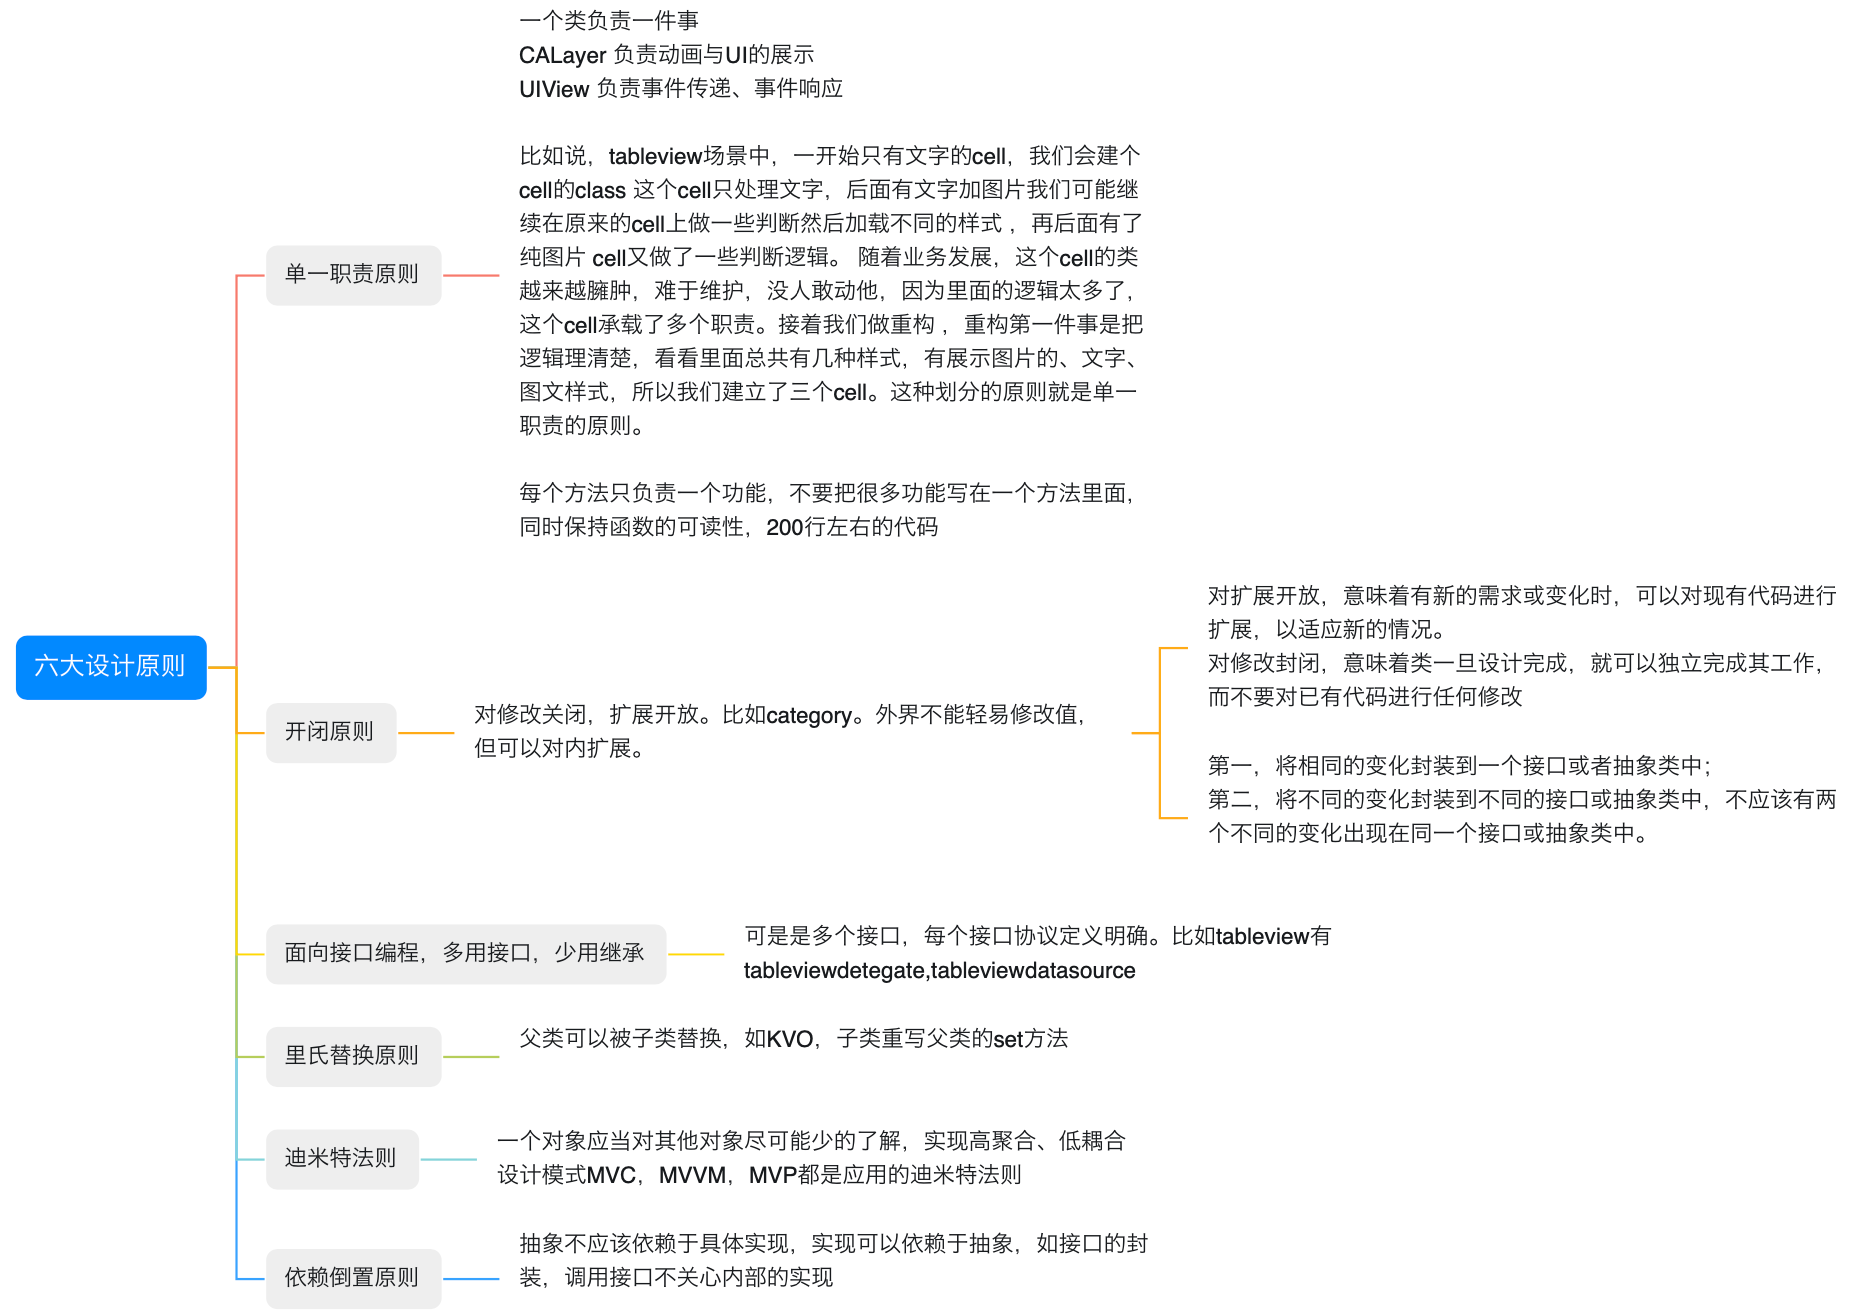 六大设计原则
单一职责原则
一个类负责一件事
CALayer 负责动画与UI的展示
UIView 负责事件传递、事件响应
比如说，tableview场景中，一开始只有文字的cell，我们会建个
cell的class 这个cell只处理文字，后面有文字加图片我们可能继
续在原来的cell上做一些判断然后加载不同的样式 ，再后面有了
纯图片 cell又做了一些判断逻辑。 随着业务发展，这个cell的类
越来越臃肿，难于维护，没人敢动他，因为里面的逻辑太多了，
这个cell承载了多个职责。接着我们做重构 ，重构第一件事是把
逻辑理清楚，看看里面总共有几种样式，有展示图片的、文字、
图文样式，所以我们建立了三个cell。这种划分的原则就是单一
职责的原则。
每个方法只负责一个功能，不要把很多功能写在一个方法里面，
同时保持函数的可读性，200行左右的代码
开闭原则
对修改关闭，扩展开放。比如category。外界不能轻易修改值，
但可以对内扩展。
对扩展开放，意味着有新的需求或变化时，可以对现有代码进行
扩展，以适应新的情况。
对修改封闭，意味着类一旦设计完成，就可以独立完成其工作，
而不要对已有代码进行任何修改
第一，将相同的变化封装到一个接口或者抽象类中；
第二，将不同的变化封装到不同的接口或抽象类中，不应该有两
个不同的变化出现在同一个接口或抽象类中。
面向接口编程，多用接口，少用继承
可是是多个接口，每个接口协议定义明确。比如tableview有
tableviewdetegate,tableviewdatasource
里氏替换原则
父类可以被子类替换，如KVO，子类重写父类的set方法
迪米特法则
一个对象应当对其他对象尽可能少的了解，实现高聚合、低耦合
设计模式MVC，MVVM，MVP都是应用的迪米特法则
依赖倒置原则
抽象不应该依赖于具体实现，实现可以依赖于抽象，如接口的封
装，调用接口不关心内部的实现